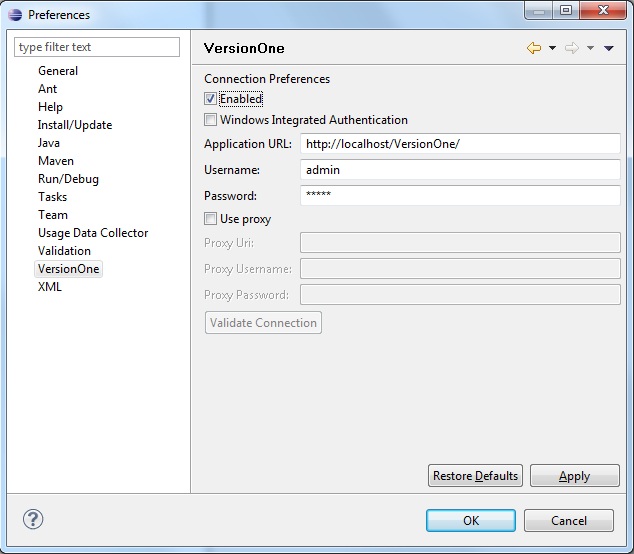 Preferences
type filter text
General
Ant
Help
Install/Update
Java
Maven
Run/Debug
Tasks
Team
Usage Data Collector
Validation
VersionOne
XML
VersionOne
Connection Preferences
Enabled
Windows Integrated Authentication
Application URL: http://localhost/VersionOne/
Username: admin
Password: *****
Use proxy
Proxy Uri:
Proxy Username:
Proxy Password:
Validate Connection
Restore Defaults Apply
? OK Cancel